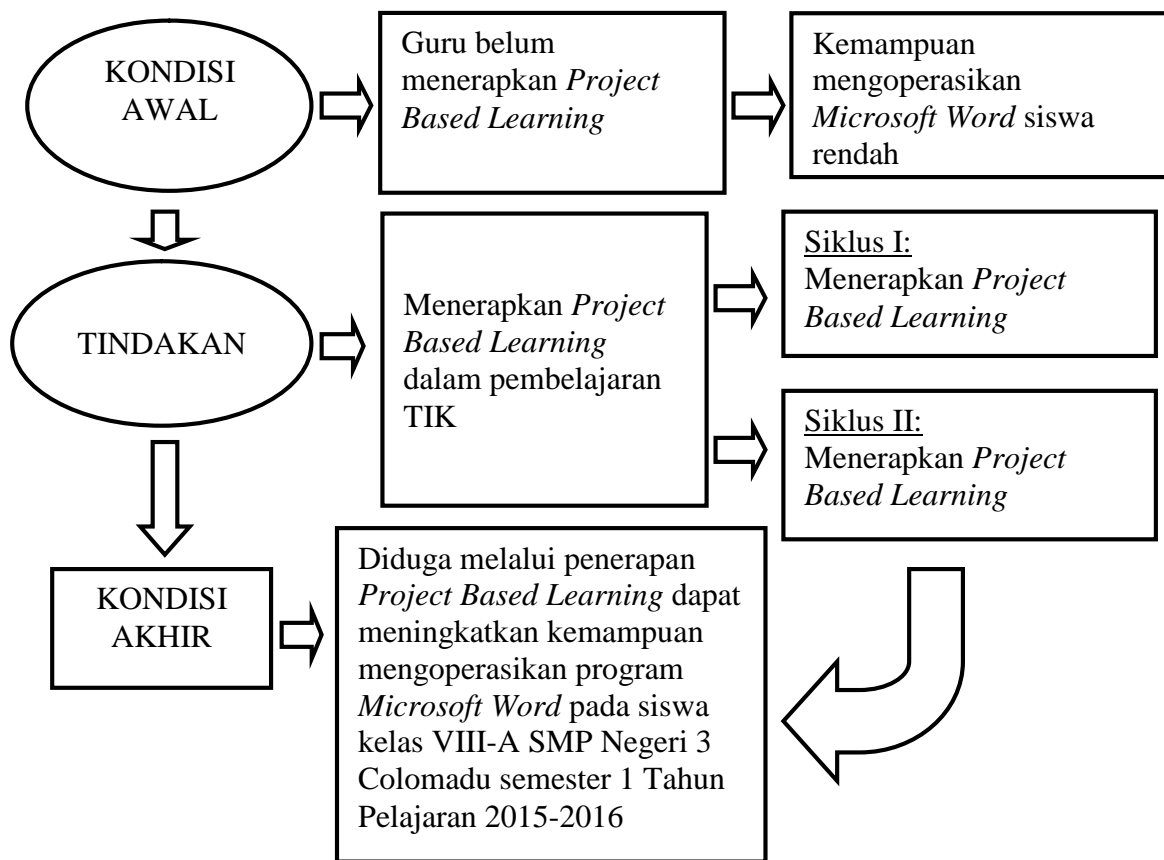 KONDISI
AWAL
Guru belum
menerapkan Project
Based Learning
Kemampuan
mengoperasikan
Microsoft Word siswa
rendah
TINDAKAN
Menerapkan Project
Based Learning
dalam pembelajaran
TIK
Siklus I:
Menerapkan Project
Based Learning
Siklus II:
Menerapkan Project
Based Learning
KONDISI
AKHIR
Diduga melalui penerapan
Project Based Learning dapat
meningkatkan kemampuan
mengoperasikan program
Microsoft Word pada siswa
kelas VIII-A SMP Negeri 3
Colomadu semester 1 Tahun
Pelajaran 2015-2016